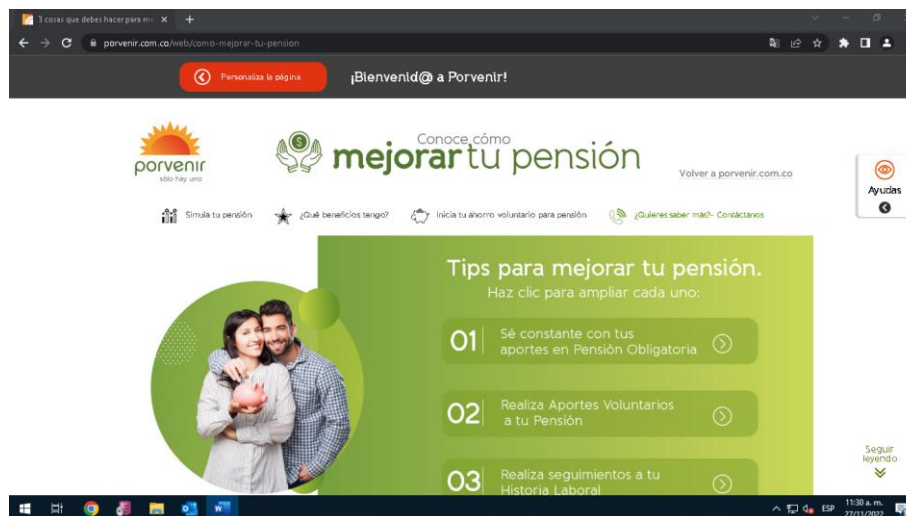 3 cosas que debes hacer para me
porvenir.com.co/web/como-mejorar-tu-pension
Personaliza la página
¡Bienvenid@ a Porvenir!
porvenir
sólo hay uno
Conoce cómo
mejorar tu pensión
Volver a porvenir.com.co
Ayudas
Simula tu pensión
¿Qué beneficios tengo?
Inicia tu ahorro voluntario para pensión
¿Quieres saber más?- Contáctanos
Tips para mejorar tu pensión.
Haz clic para ampliar cada uno:
01 Sé constante con tus
aportes en Pensión Obligatoria
02 Realiza Aportes Voluntarios
a tu Pensión
03 Realiza seguimientos a tu
Historia Laboral
Seguir
leyendo
ESP
11:30 a. m.
27/11/2022